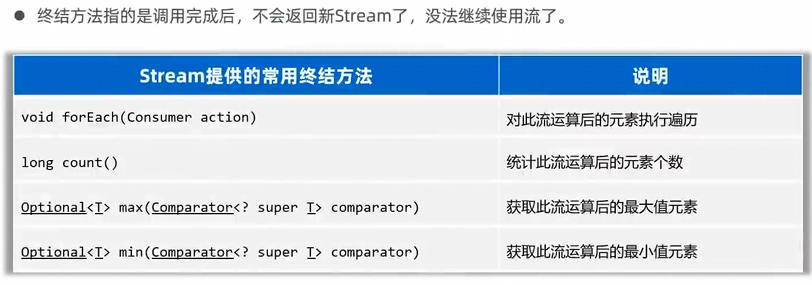 ● 终结方法指的是调用完成后，不会返回新Stream了，没法继续使用流了。
Stream提供的常用终结方法 说明
void forEach(Consumer action) 对此流运算后的元素执行遍历
long count() 统计此流运算后的元素个数
Optional<T> max(Comparator<? super T> comparator) 获取此流运算后的最大值元素
Optional<T> min(Comparator<? super T> comparator) 获取此流运算后的最小值元素